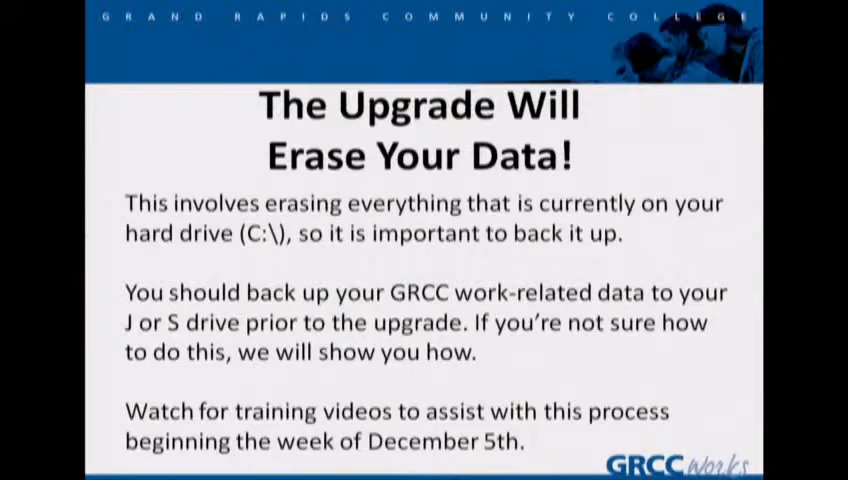 GRAND RAPIDS COMMUNITY COLLEGE
The Upgrade Will
Erase Your Data!
This involves erasing everything that is currently on your
hard drive (C:\), so it is important to back it up.
You should back up your GRCC work-related data to your
J or S drive prior to the upgrade. If you're not sure how
to do this, we will show you how.
Watch for training videos to assist with this process
beginning the week of December 5th.
GRCC Works